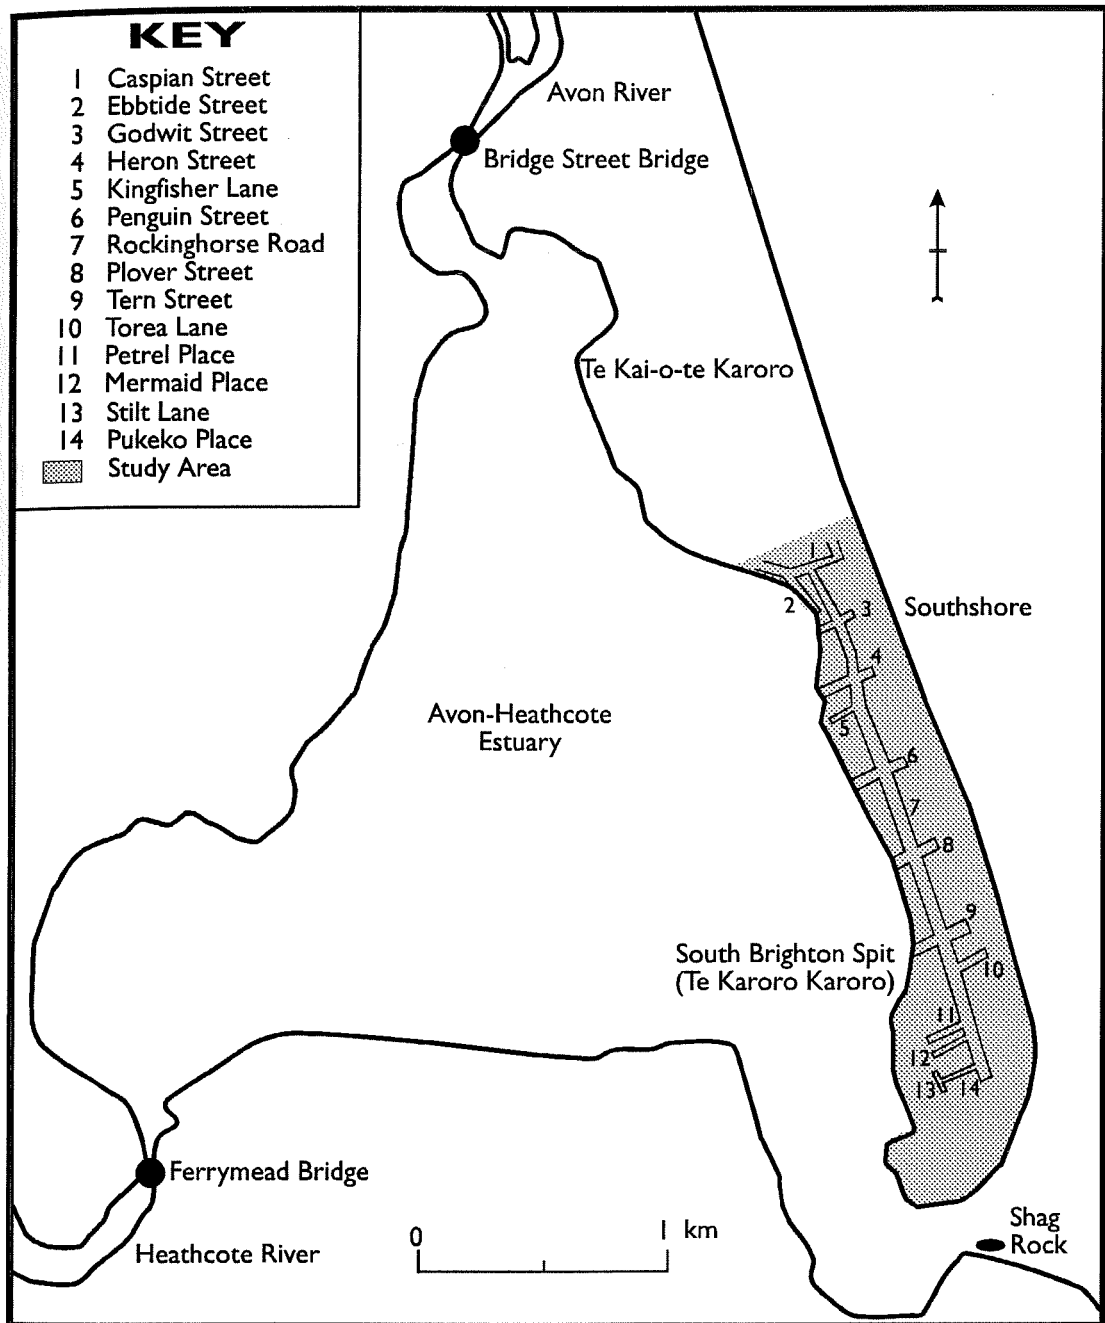 KEY
1 Caspian Street
2 Ebbtide Street
3 Godwit Street
4 Heron Street
5 Kingfisher Lane
6 Penguin Street
7 Rockinghorse Road
8 Plover Street
9 Tern Street
10 Torea Lane
11 Petrel Place
12 Mermaid Place
13 Stilt Lane
14 Pukeko Place
Study Area
Avon River
Bridge Street Bridge
Te Kai-o-te Karoro
1
2
3
Southshore
4
Avon-Heathcote
Estuary
5
6
7
8
9
South Brighton Spit
(Te Karoro Karoro)
10
11
12
13
14
Ferrymead Bridge
Heathcote River
0 1 km
Shag
Rock